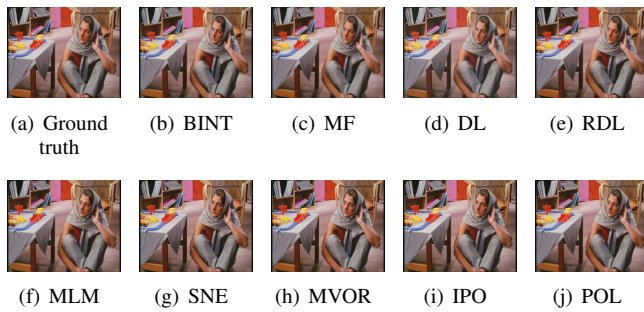 (a) Ground truth
(b) BINT
(c) MF
(d) DL
(e) RDL
(f) MLM
(g) SNE
(h) MVOR
(i) IPO
(j) POL